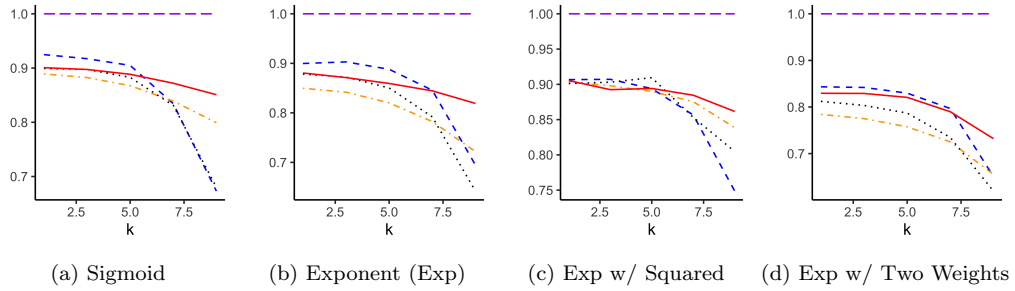 1.0
0.9
0.8
0.7
2.5 5.0 7.5
k
(a) Sigmoid
1.0
0.9
0.8
0.7
2.5 5.0 7.5
k
(b) Exponent (Exp)
1.00
0.95
0.90
0.85
0.80
0.75
2.5 5.0 7.5
k
(c) Exp w/ Squared
1.0
0.9
0.8
0.7
2.5 5.0 7.5
k
(d) Exp w/ Two Weights